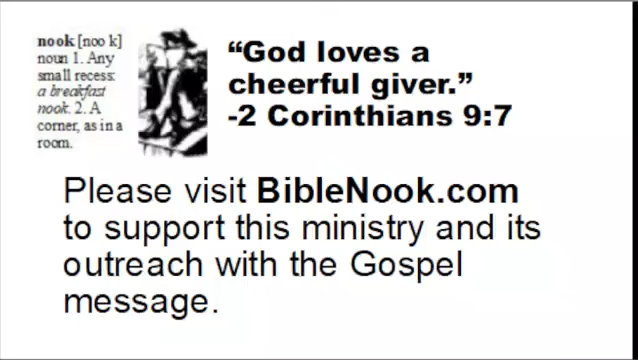 nook [noo k]
noun 1. Any
small recess:
a breakfast
nook. 2. A
corner, as in a
room.
“God loves a
cheerful giver.”
-2 Corinthians 9:7
Please visit BibleNook.com
to support this ministry and its
outreach with the Gospel
message.